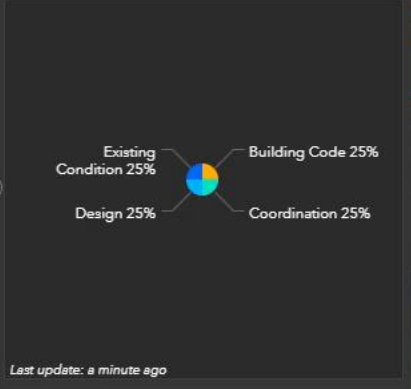 Existing
Condition 25%
Building Code 25%
Design 25%
Coordination 25%
Last update: a minute ago